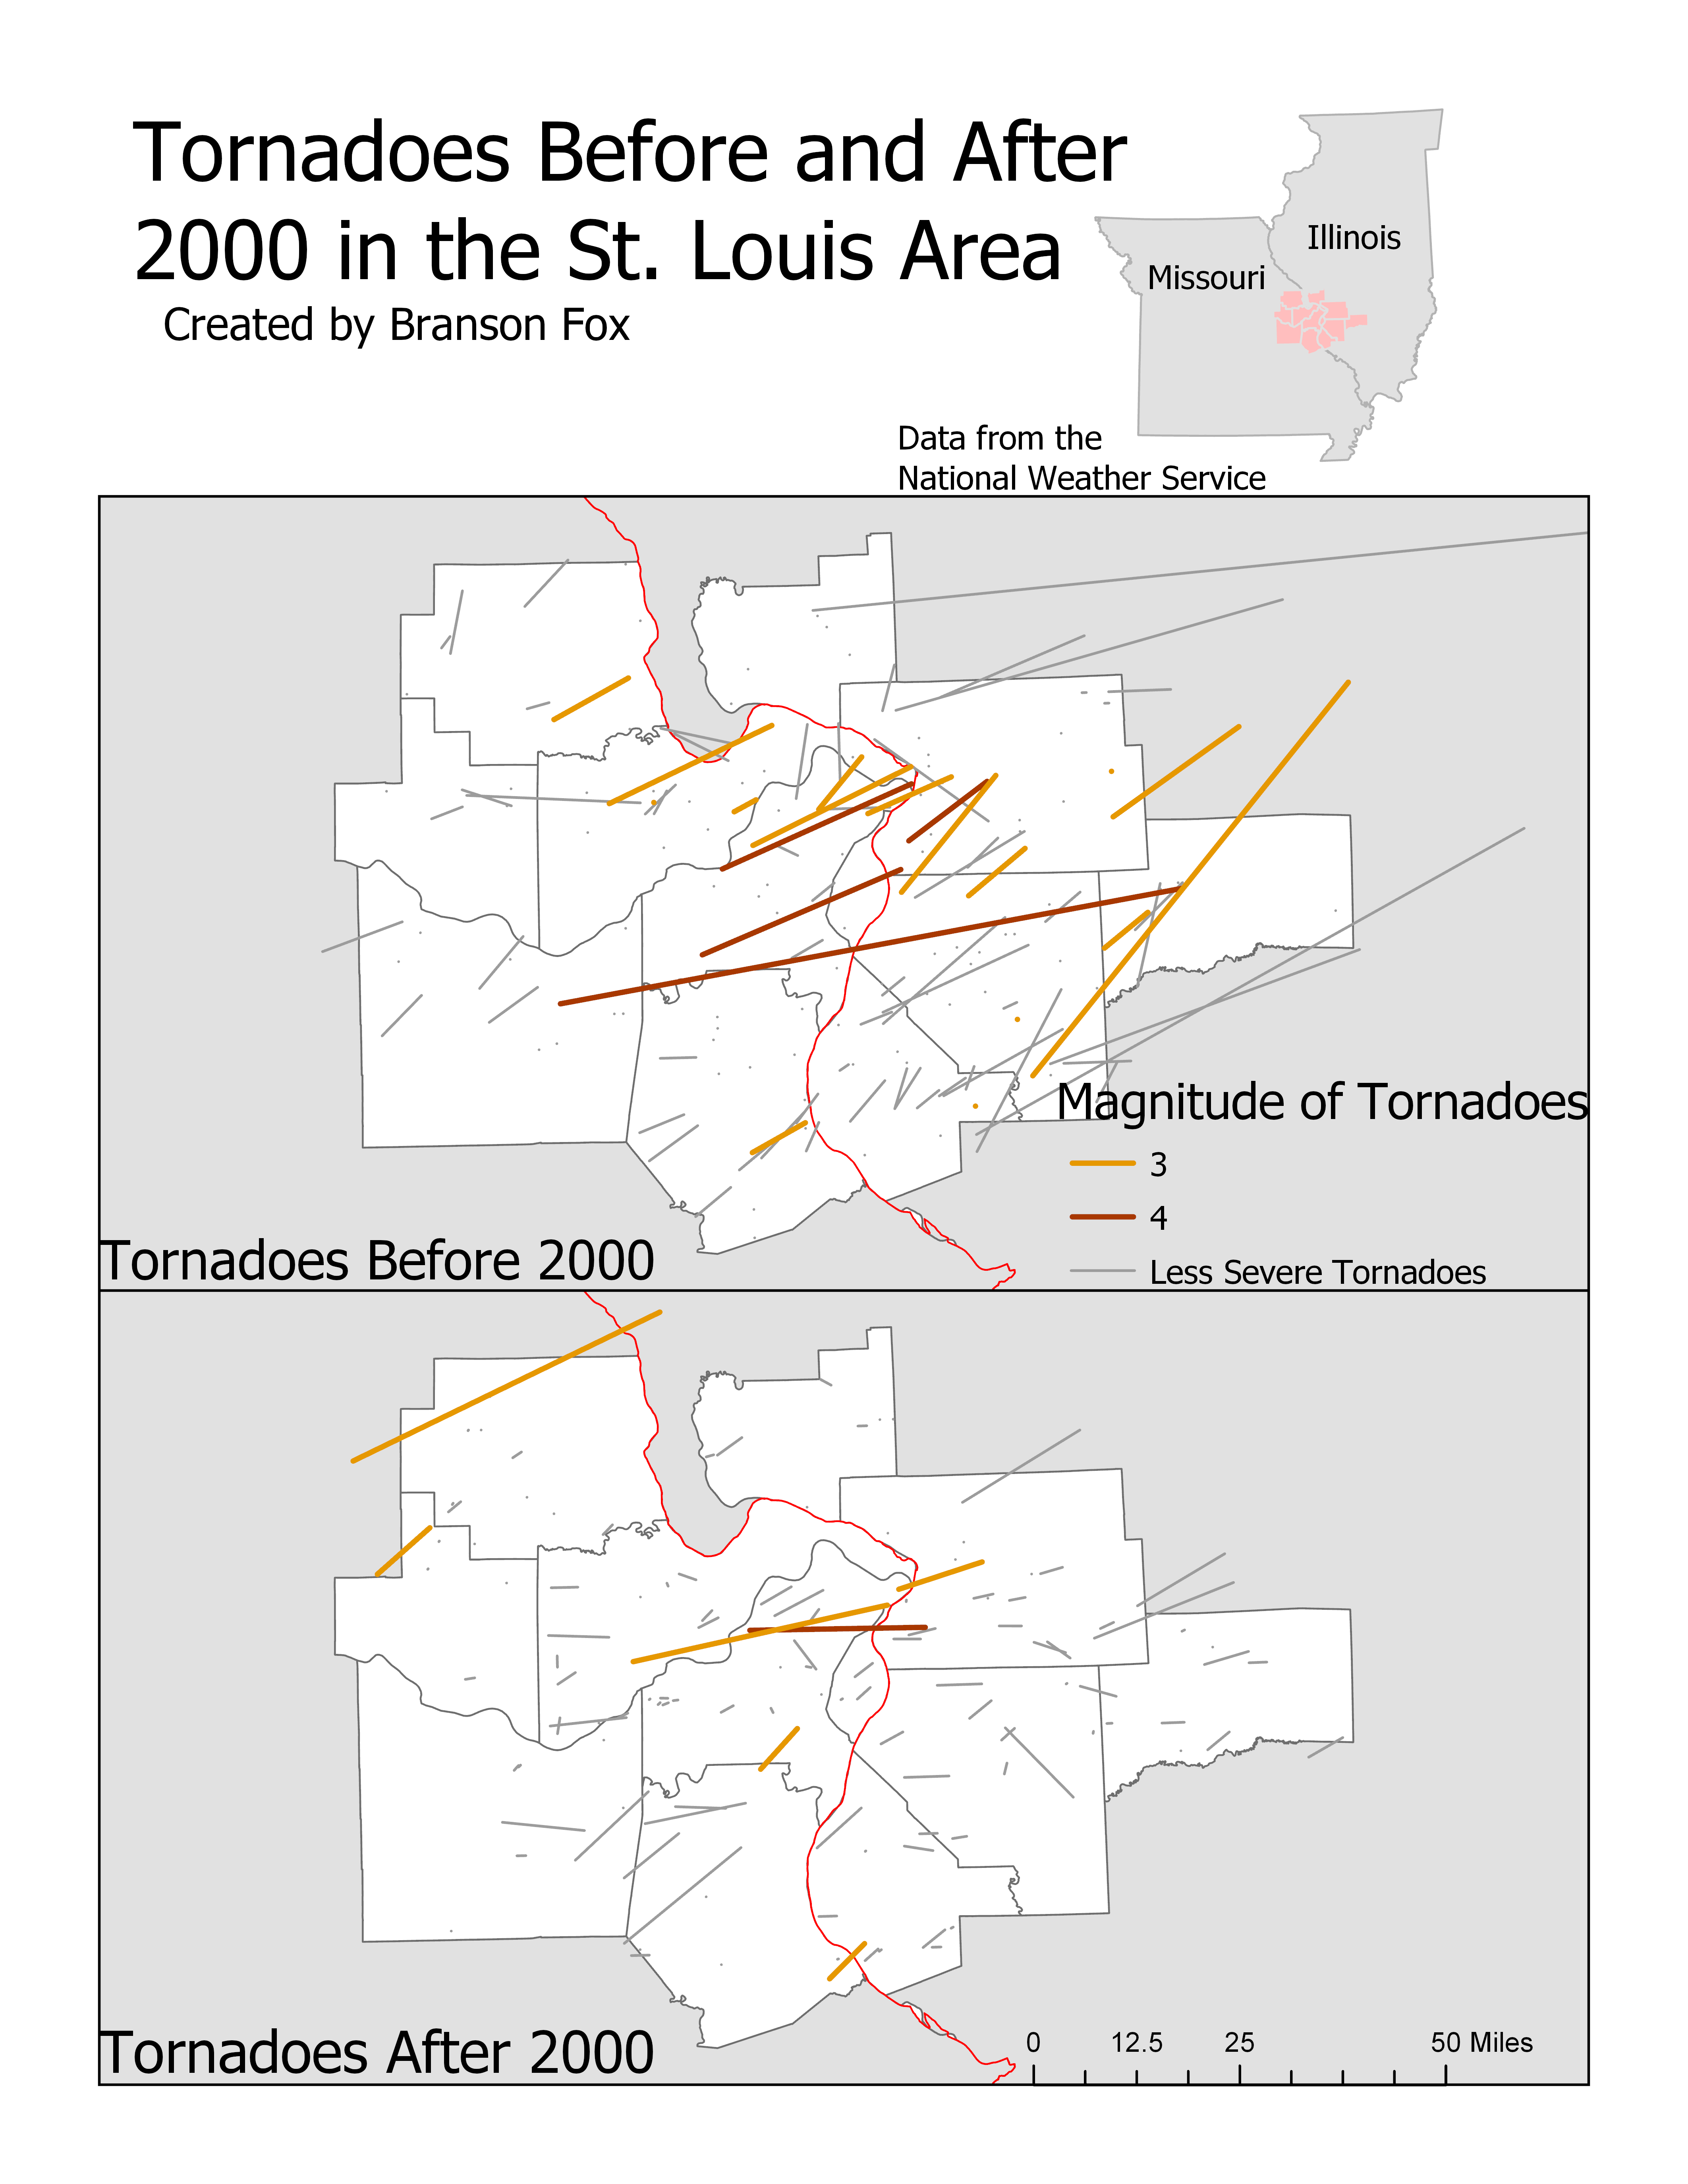 Tornadoes Before and After
2000 in the St. Louis Area
Created by Branson Fox
Illinois
Missouri
Data from the
National Weather Service
Magnitude of Tornadoes
3
4
Less Severe Tornadoes
Tornadoes Before 2000
Tornadoes After 2000
0 12.5 25 50 Miles